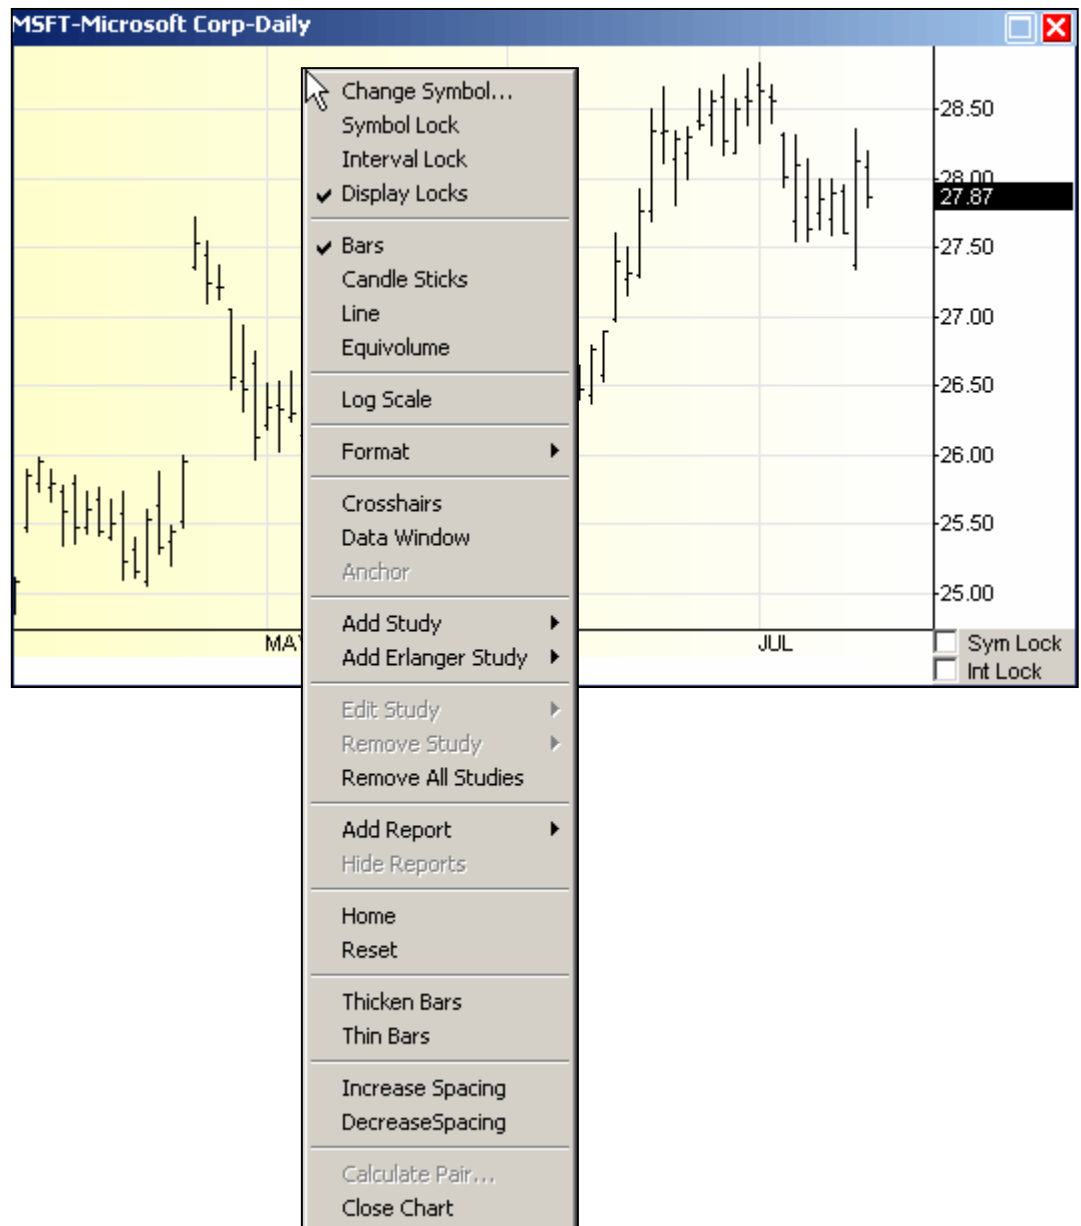 MSFT-Microsoft Corp-Daily
Change Symbol...
Symbol Lock
Interval Lock
Display Locks
Bars
Candle Sticks
Line
Equivolume
Log Scale
Format
Crosshairs
Data Window
Anchor
Add Study
Add Erlanger Study
Edit Study
Remove Study
Remove All Studies
Add Report
Hide Reports
Home
Reset
Thicken Bars
Thin Bars
Increase Spacing
DecreaseSpacing
Calculate Pair...
Close Chart
28.50
28.00
27.87
27.50
27.00
26.50
26.00
25.50
25.00
MAY
JUL
Sym Lock
Int Lock